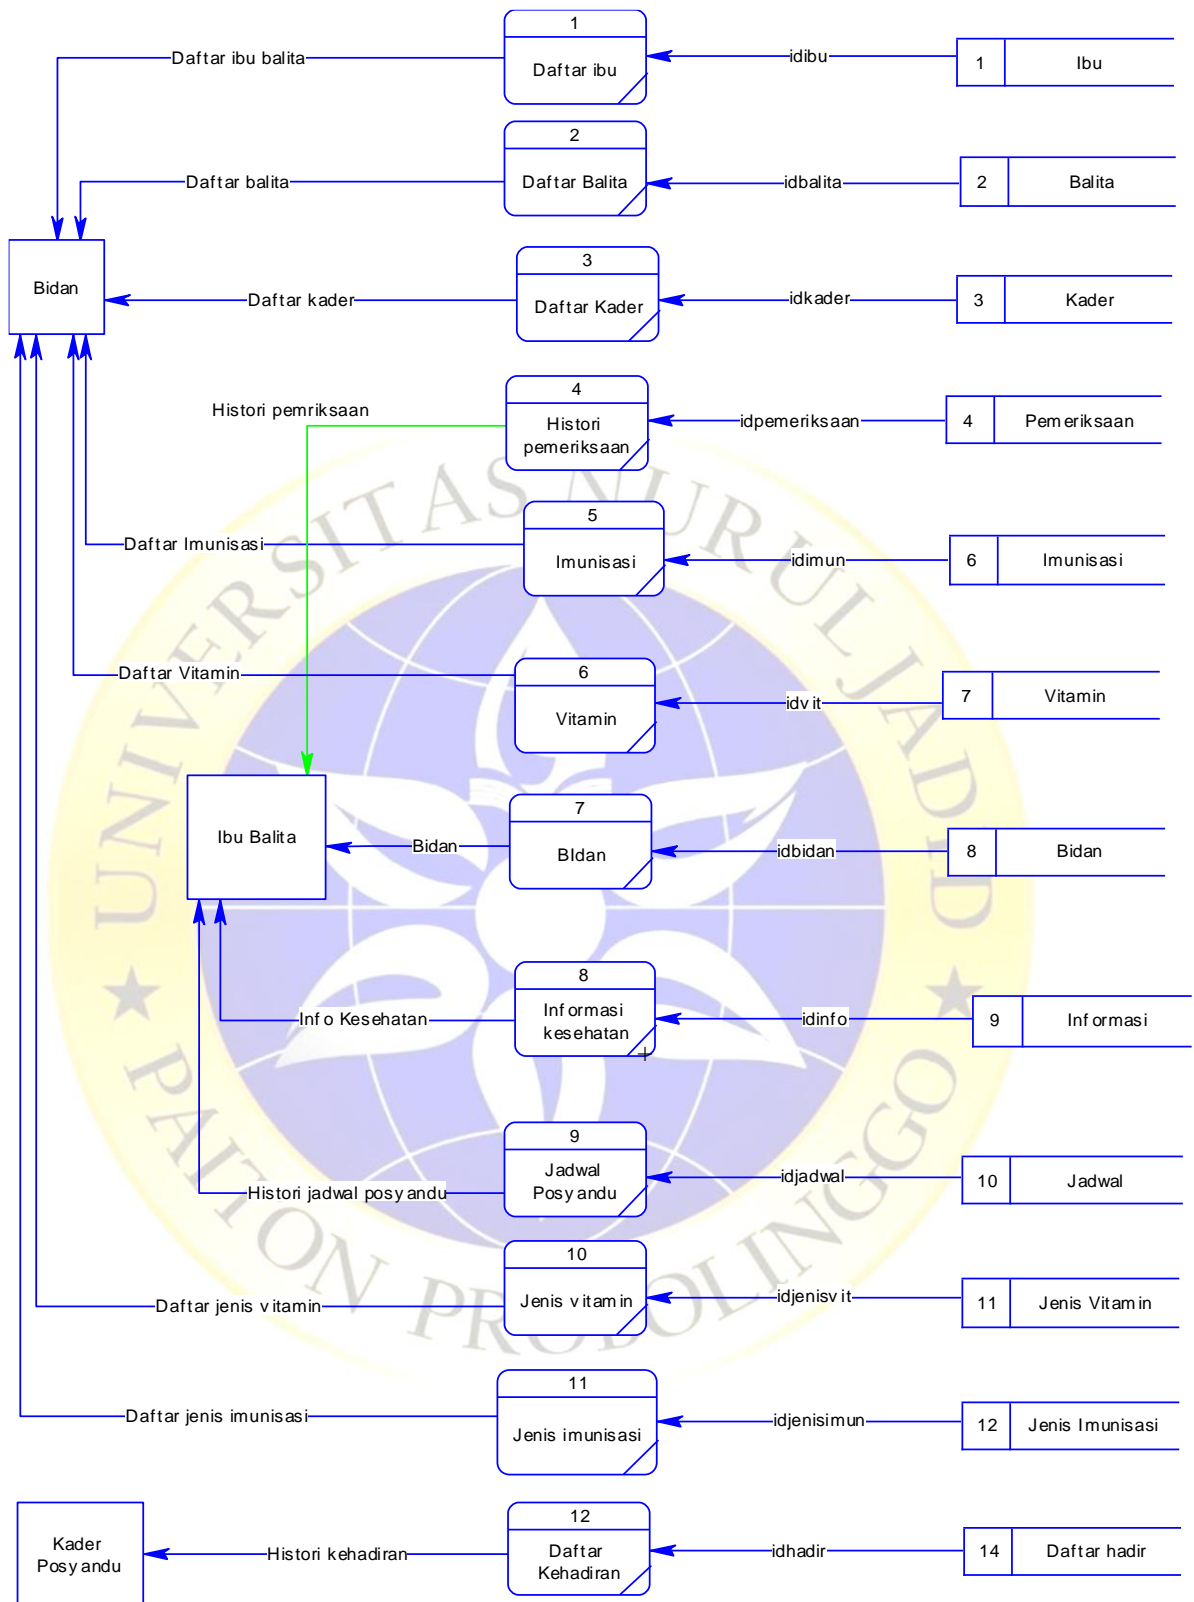 1
Daftar ibu balita
Daftar ibu
idibu
1
Ibu
2
Daftar balita
Daftar Balita
idbalita
2
Balita
Bidan
3
Daftar kader
Daftar Kader
idkader
3
Kader
4
Histori pemriksaan
Histori
pemeriksaan
idpemeriksaan
4
Pemeriksaan
5
Daftar Imunisasi
Imunisasi
idimun
6
Imunisasi
6
Daftar Vitamin
Vitamin
idvit
7
Vitamin
Ibu Balita
7
Bidan
BIdan
idbidan
8
Bidan
8
Info Kesehatan
Informasi
kesehatan
idinfo
9
Informasi
9
Histori jadwal posyandu
Jadwal
Posyandu
idjadwal
10
Jadwal
10
Daftar jenis vitamin
Jenis vitamin
idjenisvit
11
Jenis Vitamin
11
Daftar jenis imunisasi
Jenis imunisasi
idjenisimun
12
Jenis Imunisasi
Kader
Posyandu
12
Histori kehadiran
Daftar
Kehadiran
idhadir
14
Daftar hadir
UNIVERSITAS NURUL JADID
PAITON PROBOLINGGO